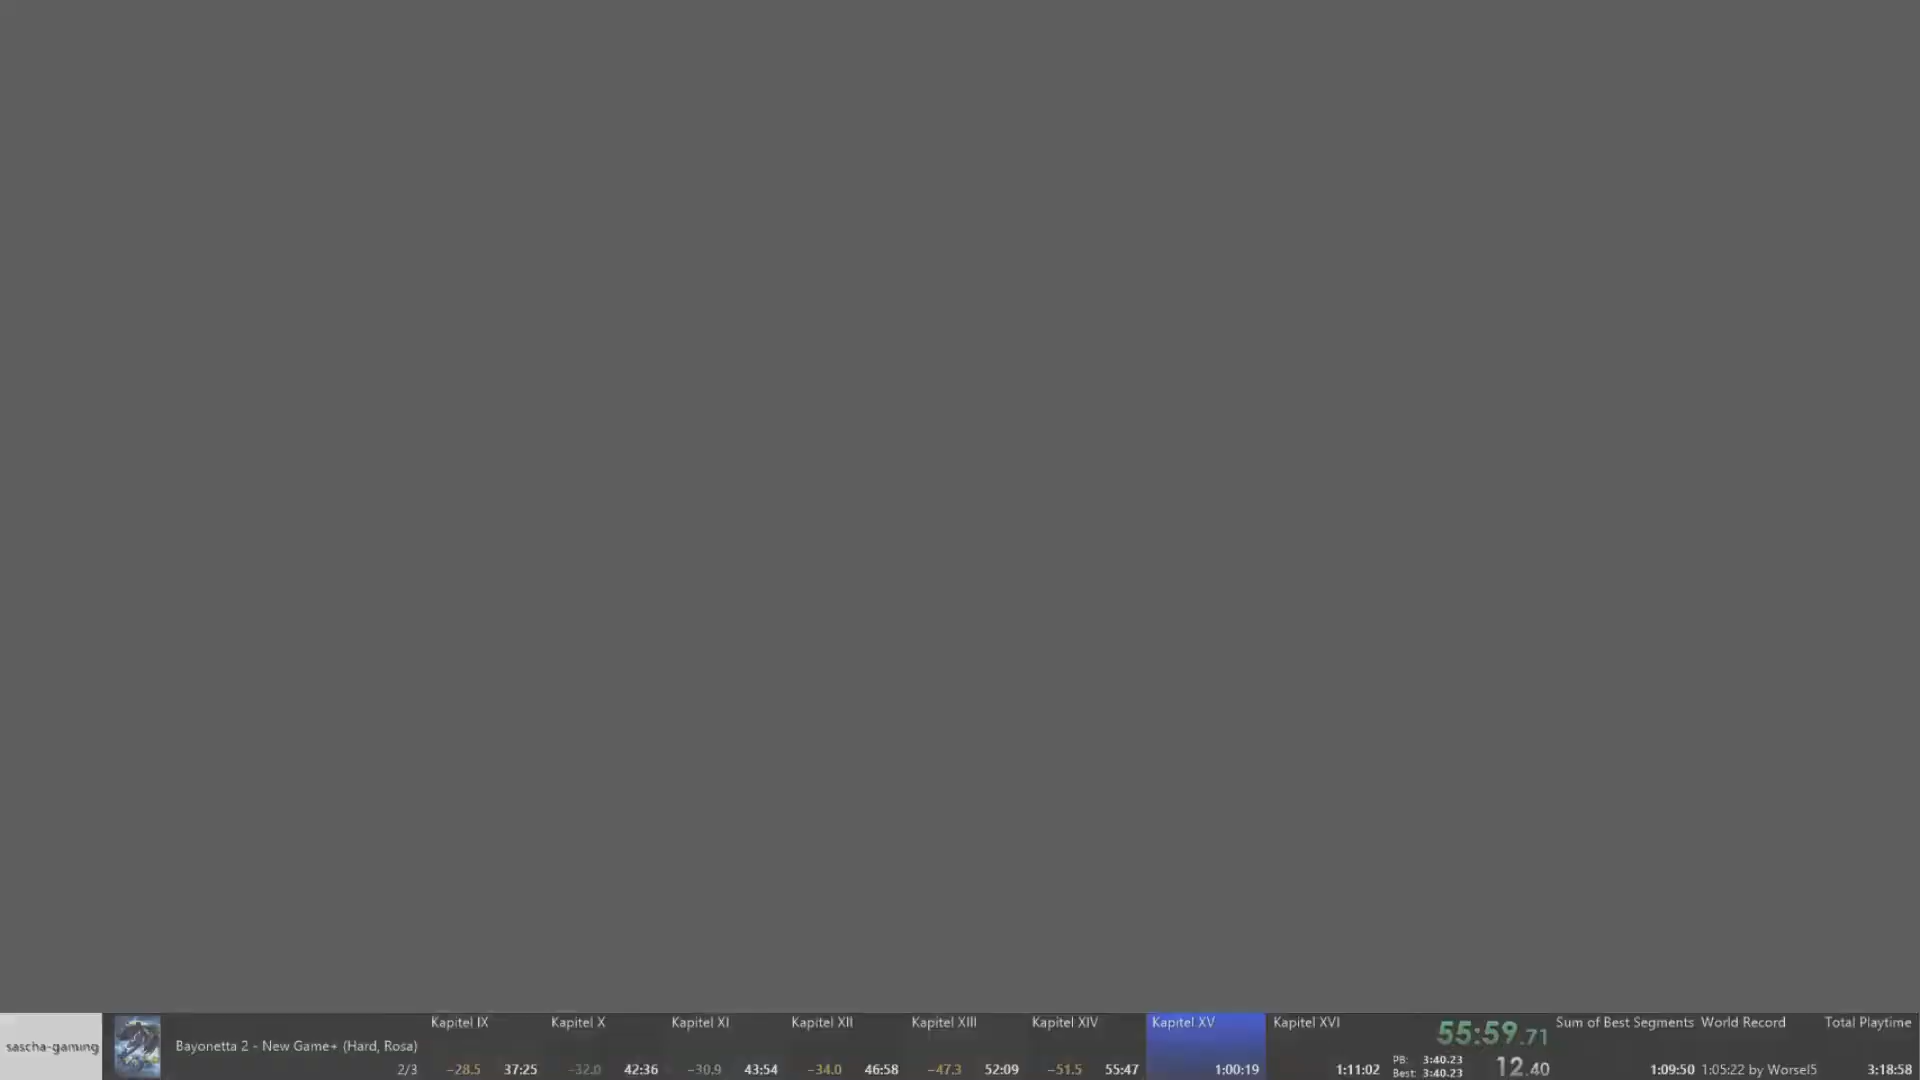 sascha-gaming
Bayonetta 2 - New Game+ (Hard, Rosa)
2/3
Kapitel IX
−28.5 37:25
Kapitel X
−32.0 42:36
Kapitel XI
−30.9 43:54
Kapitel XII
−34.0 46:58
Kapitel XIII
−47.3 52:09
Kapitel XIV
−51.5 55:47
Kapitel XV
1:00:19
Kapitel XVI
1:11:02
55:59.71
PB: 3:40.23
Best: 3:40.23
12.40
Sum of Best Segments
1:09:50
World Record
1:05:22 by Worsel5
Total Playtime
3:18:58